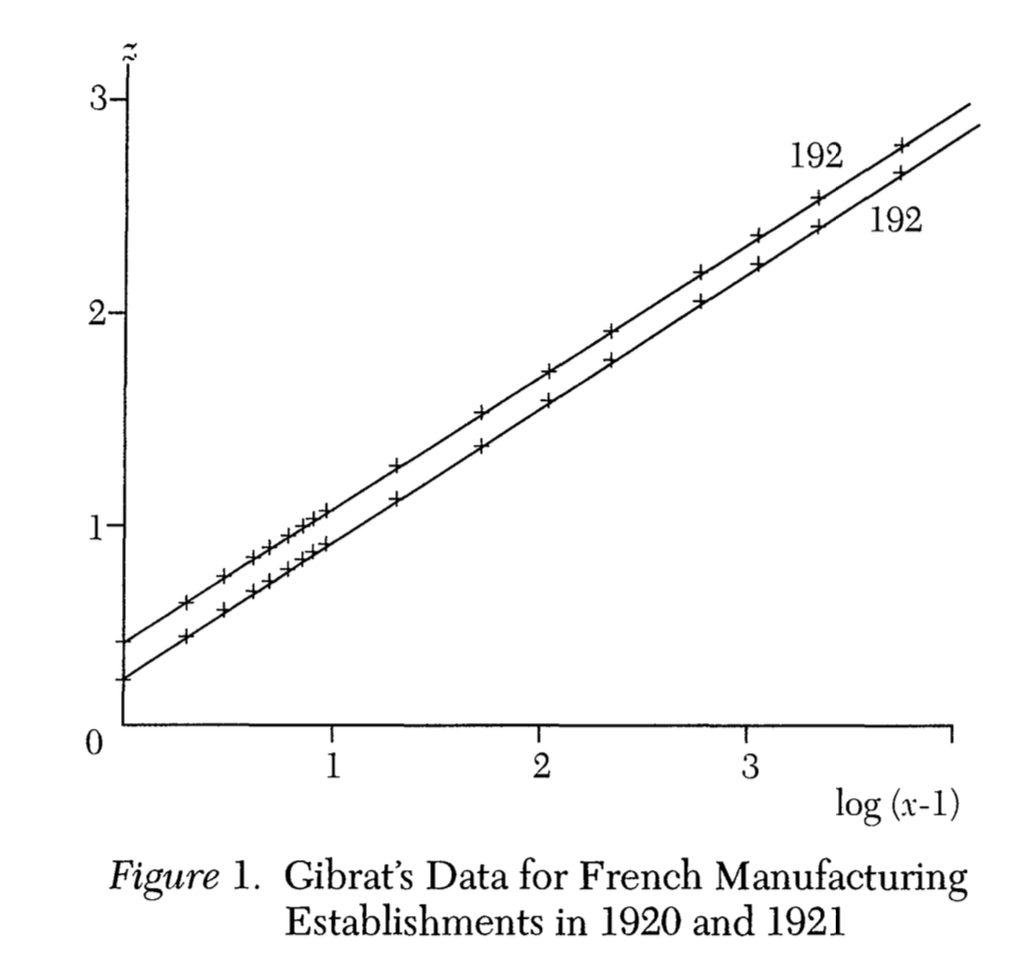 z
3
192
192
2
1
0
1
2
3
log (x-1)
Figure 1. Gibrat's Data for French Manufacturing
Establishments in 1920 and 1921